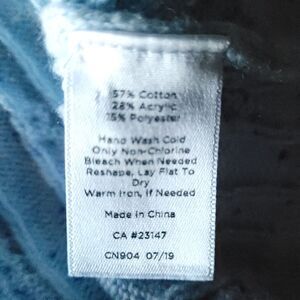 57% Cotton
28% Acrylic
15% Polyester
Hand Wash Cold
Only Non-Chlorine
Bleach When Needed
Reshape, Lay Flat To
Dry
Warm Iron, If Needed
Made in China
CA #23147
CN904 07/19